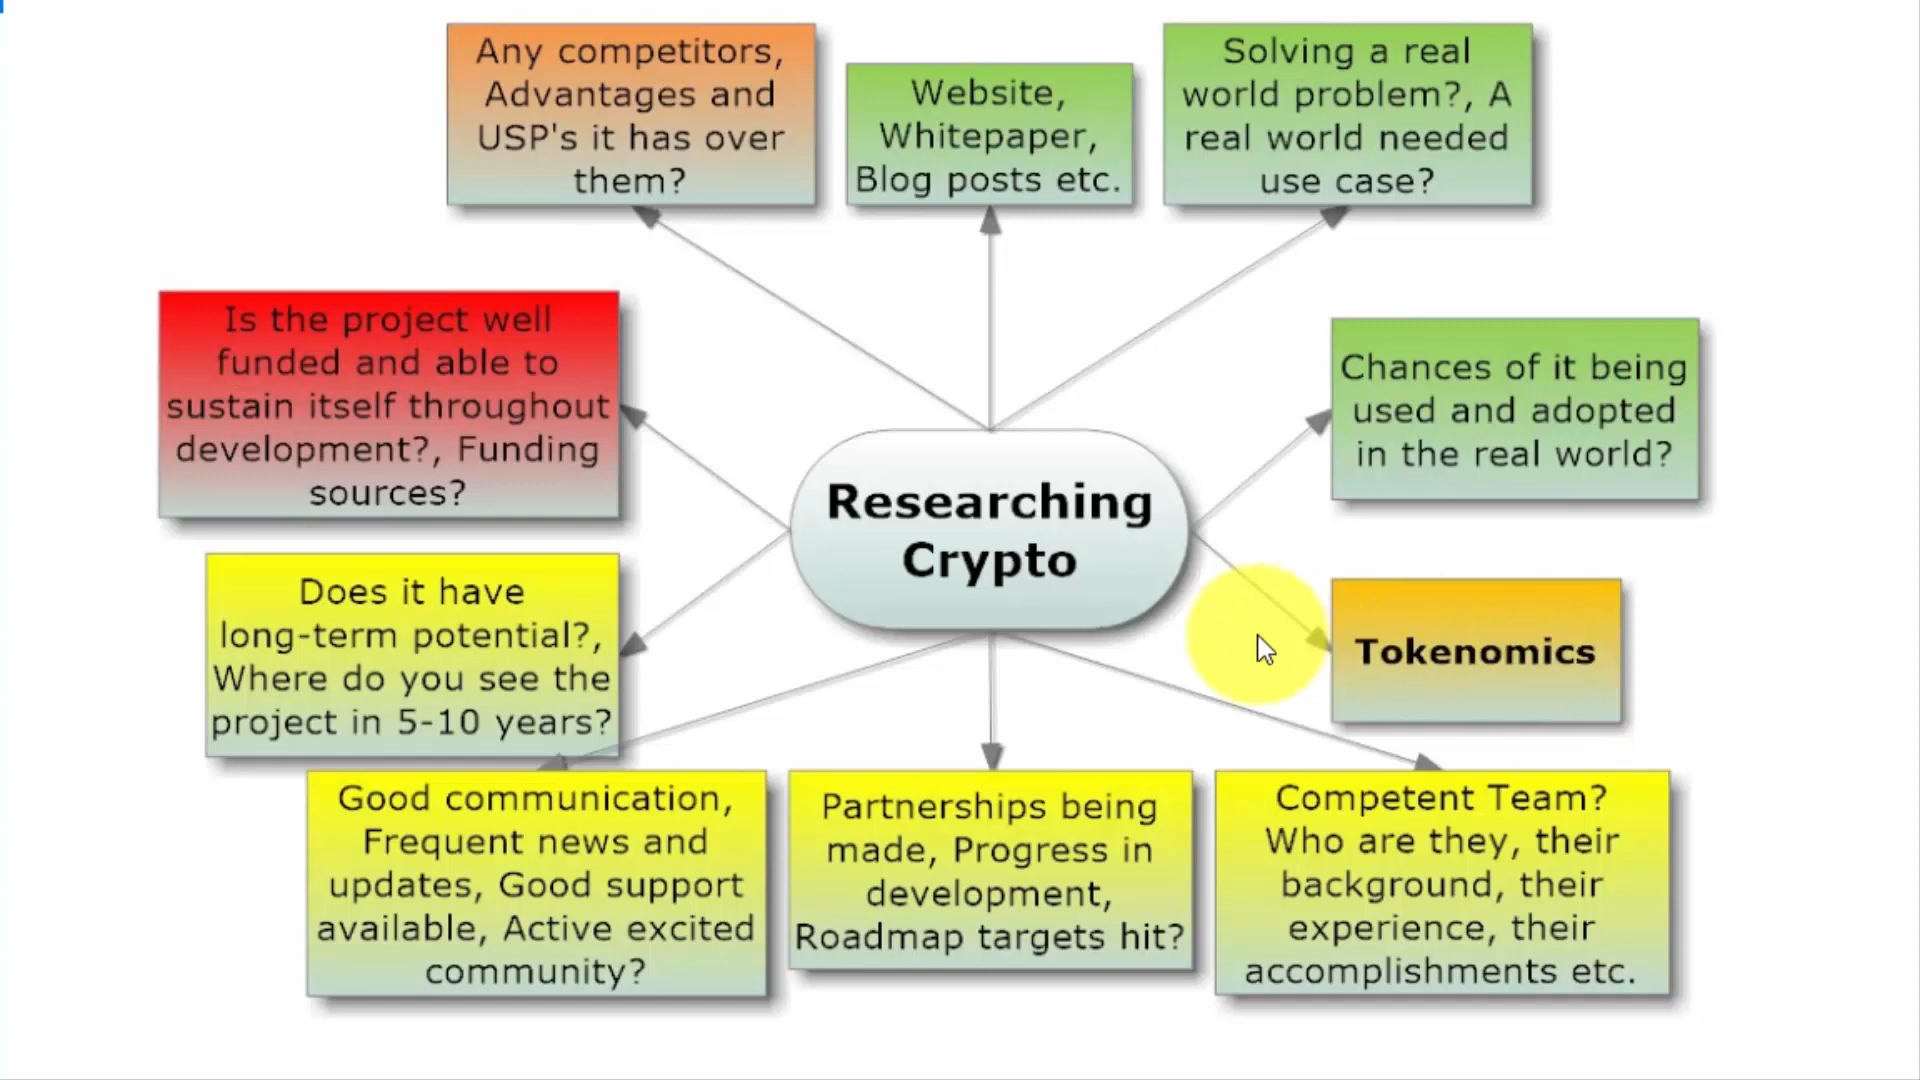 Any competitors,
Advantages and
USP's it has over
them?
Website,
Whitepaper,
Blog posts etc.
Solving a real
world problem?, A
real world needed
use case?
Is the project well
funded and able to
sustain itself throughout
development?, Funding
sources?
Chances of it being
used and adopted
in the real world?
Researching
Crypto
Does it have
long-term potential?,
Where do you see the
project in 5-10 years?
Tokenomics
Good communication,
Frequent news and
updates, Good support
available, Active excited
community?
Partnerships being
made, Progress in
development,
Roadmap targets hit?
Competent Team?
Who are they, their
background, their
experience, their
accomplishments etc.